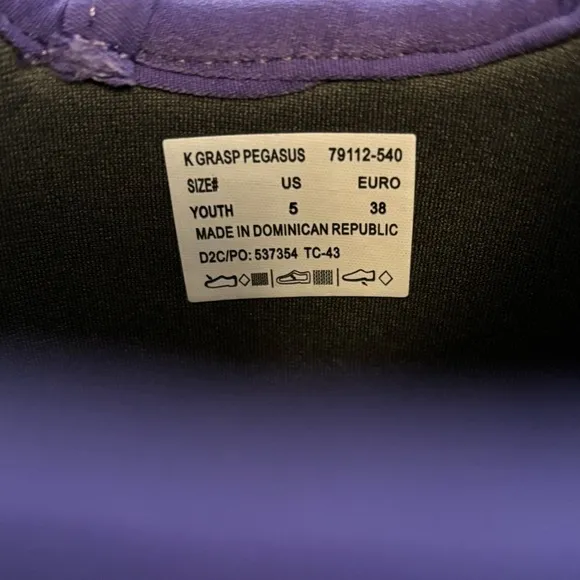 K GRASP PEGASUS 79112-540
SIZE# US EURO
YOUTH 5 38
MADE IN DOMINICAN REPUBLIC
D2C/PO: 537354 TC-43